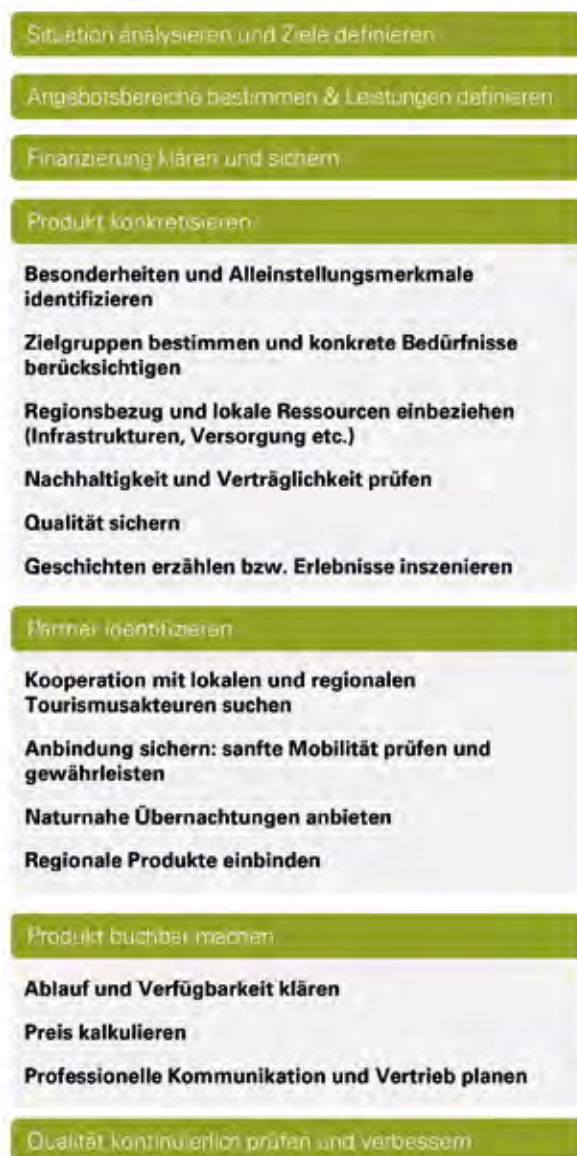 Situation analysieren und Ziele definieren
Angebotsbereiche bestimmen & Leistungen definieren
Finanzierung klären und sichern
Produkt konkretisieren
Besonderheiten und Alleinstellungsmerkmale
identifizieren
Zielgruppen bestimmen und konkrete Bedürfnisse
berücksichtigen
Regionsbezug und lokale Ressourcen einbeziehen
(Infrastrukturen, Versorgung etc.)
Nachhaltigkeit und Verträglichkeit prüfen
Qualität sichern
Geschichten erzählen bzw. Erlebnisse inszenieren
Partner identifizieren
Kooperation mit lokalen und regionalen
Tourismusakteuren suchen
Anbindung sichern: sanfte Mobilität prüfen und
gewährleisten
Naturnahe Übernachtungen anbieten
Regionale Produkte einbinden
Produkt buchbar machen
Ablauf und Verfügbarkeit klären
Preis kalkulieren
Professionelle Kommunikation und Vertrieb planen
Qualität kontinuierlich prüfen und verbessern